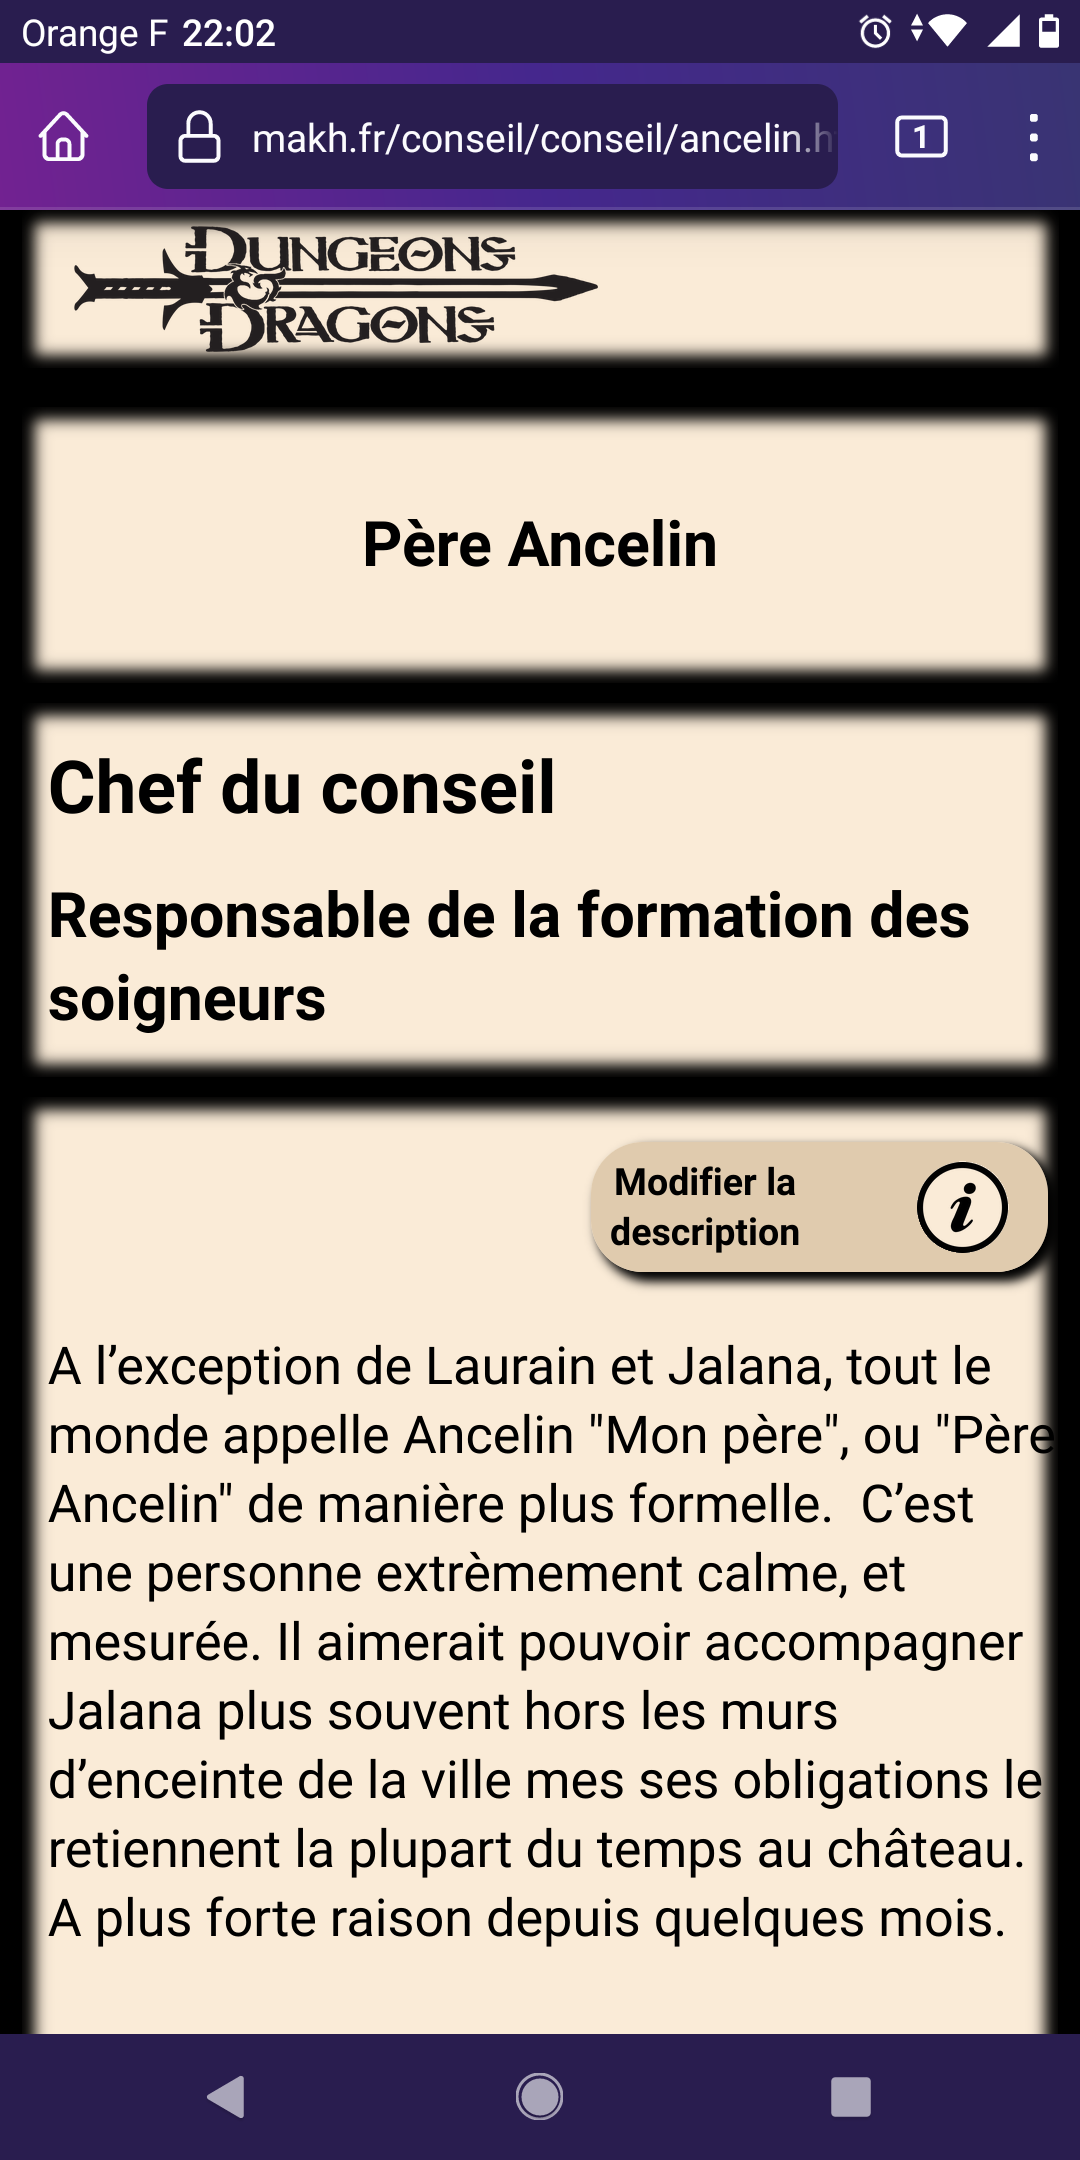 Orange F 22:02
makh.fr/conseil/conseil/ancelin.h
1
DUNGEONS
&
DRAGONS
Père Ancelin
Chef du conseil
Responsable de la formation des
soigneurs
Modifier la
description
i
A l’exception de Laurain et Jalana, tout le
monde appelle Ancelin "Mon père", ou "Père
Ancelin" de manière plus formelle.  C’est
une personne extrèmement calme, et
mesurée. Il aimerait pouvoir accompagner
Jalana plus souvent hors les murs
d’enceinte de la ville mes ses obligations le
retiennent la plupart du temps au château.
A plus forte raison depuis quelques mois.